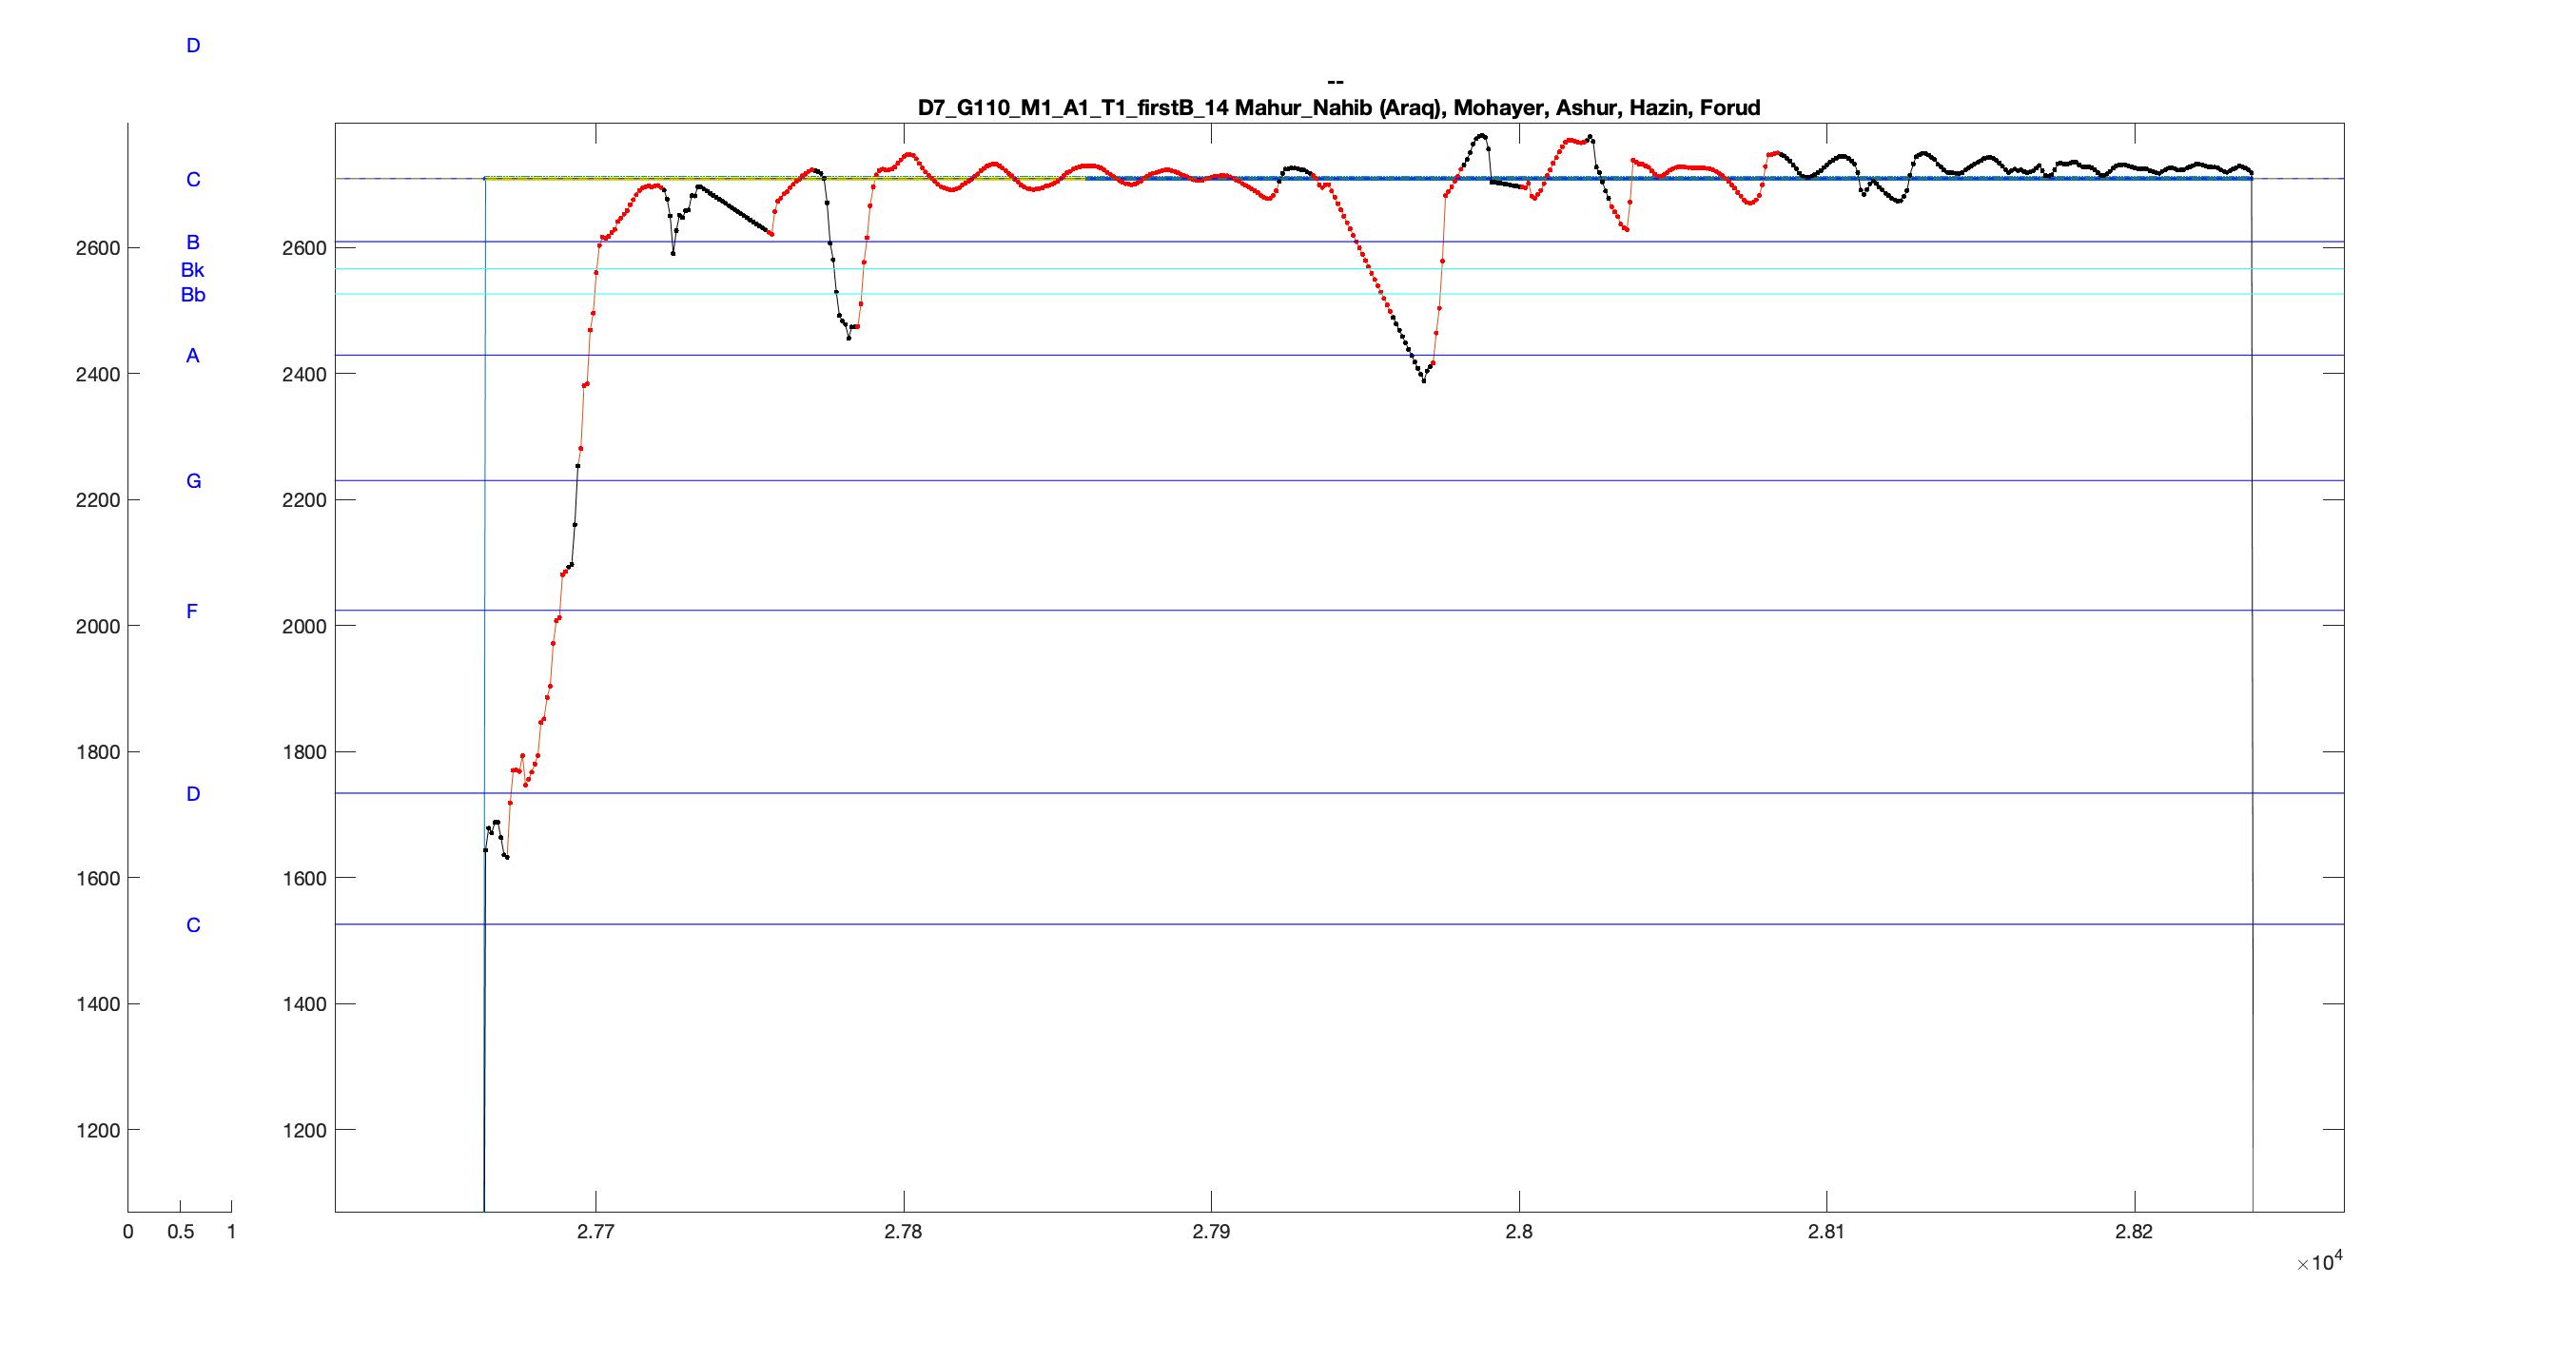 D
--
D7_G110_M1_A1_T1_firstB_14 Mahur_Nahib (Araq), Mohayer, Ashur, Hazin, Forud
C
B
2600 2600
Bk
Bb
A
2400 2400
G
2200 2200
F
2000 2000
D
1800 1800
1600 1600
C
1400 1400
1200 1200
0 0.5 1 2.77 2.78 2.79 2.8 2.81 2.82
×10^4